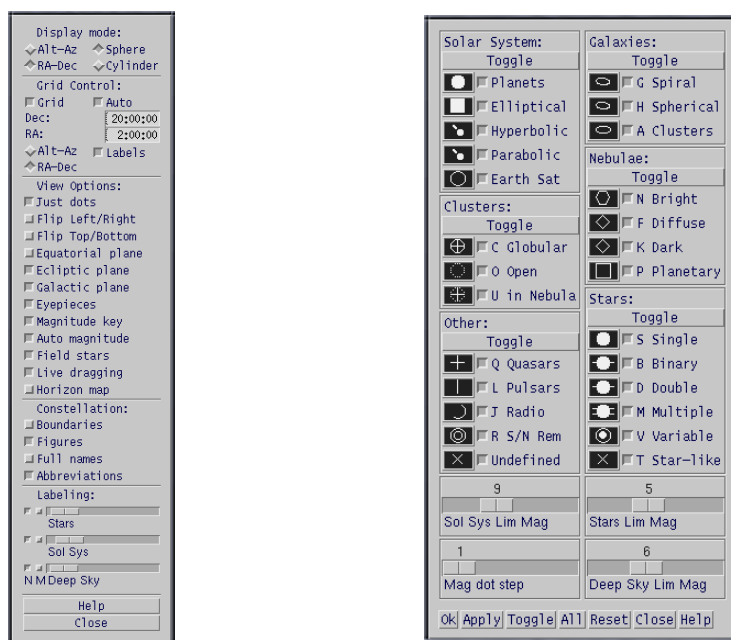 Display mode:
Alt-Az Sphere
RA-Dec Cylinder
Grid Control:
Grid Auto
Dec: 20:00:00
RA: 2:00:00
Alt-Az Labels
RA-Dec
View Options:
Just dots
Flip Left/Right
Flip Top/Bottom
Equatorial plane
Ecliptic plane
Galactic plane
Eyepieces
Magnitude key
Auto magnitude
Field stars
Live dragging
Horizon map
Constellation:
Boundaries
Figures
Full names
Abbreviations
Labeling:
Stars
Sol Sys
N M Deep Sky
Help
Close
Solar System:
Toggle
Planets
Elliptical
Hyperbolic
Parabolic
Earth Sat
Clusters:
Toggle
C Globular
O Open
U in Nebula
Other:
Toggle
Q Quasars
L Pulsars
J Radio
R S/N Rem
Undefined
9
Sol Sys Lim Mag
1
Mag dot step
Galaxies:
Toggle
G Spiral
H Spherical
A Clusters
Nebulae:
Toggle
N Bright
F Diffuse
K Dark
P Planetary
Stars:
Toggle
S Single
B Binary
D Double
M Multiple
V Variable
T Star-like
5
Stars Lim Mag
6
Deep Sky Lim Mag
Ok Apply Toggle All Reset Close Help